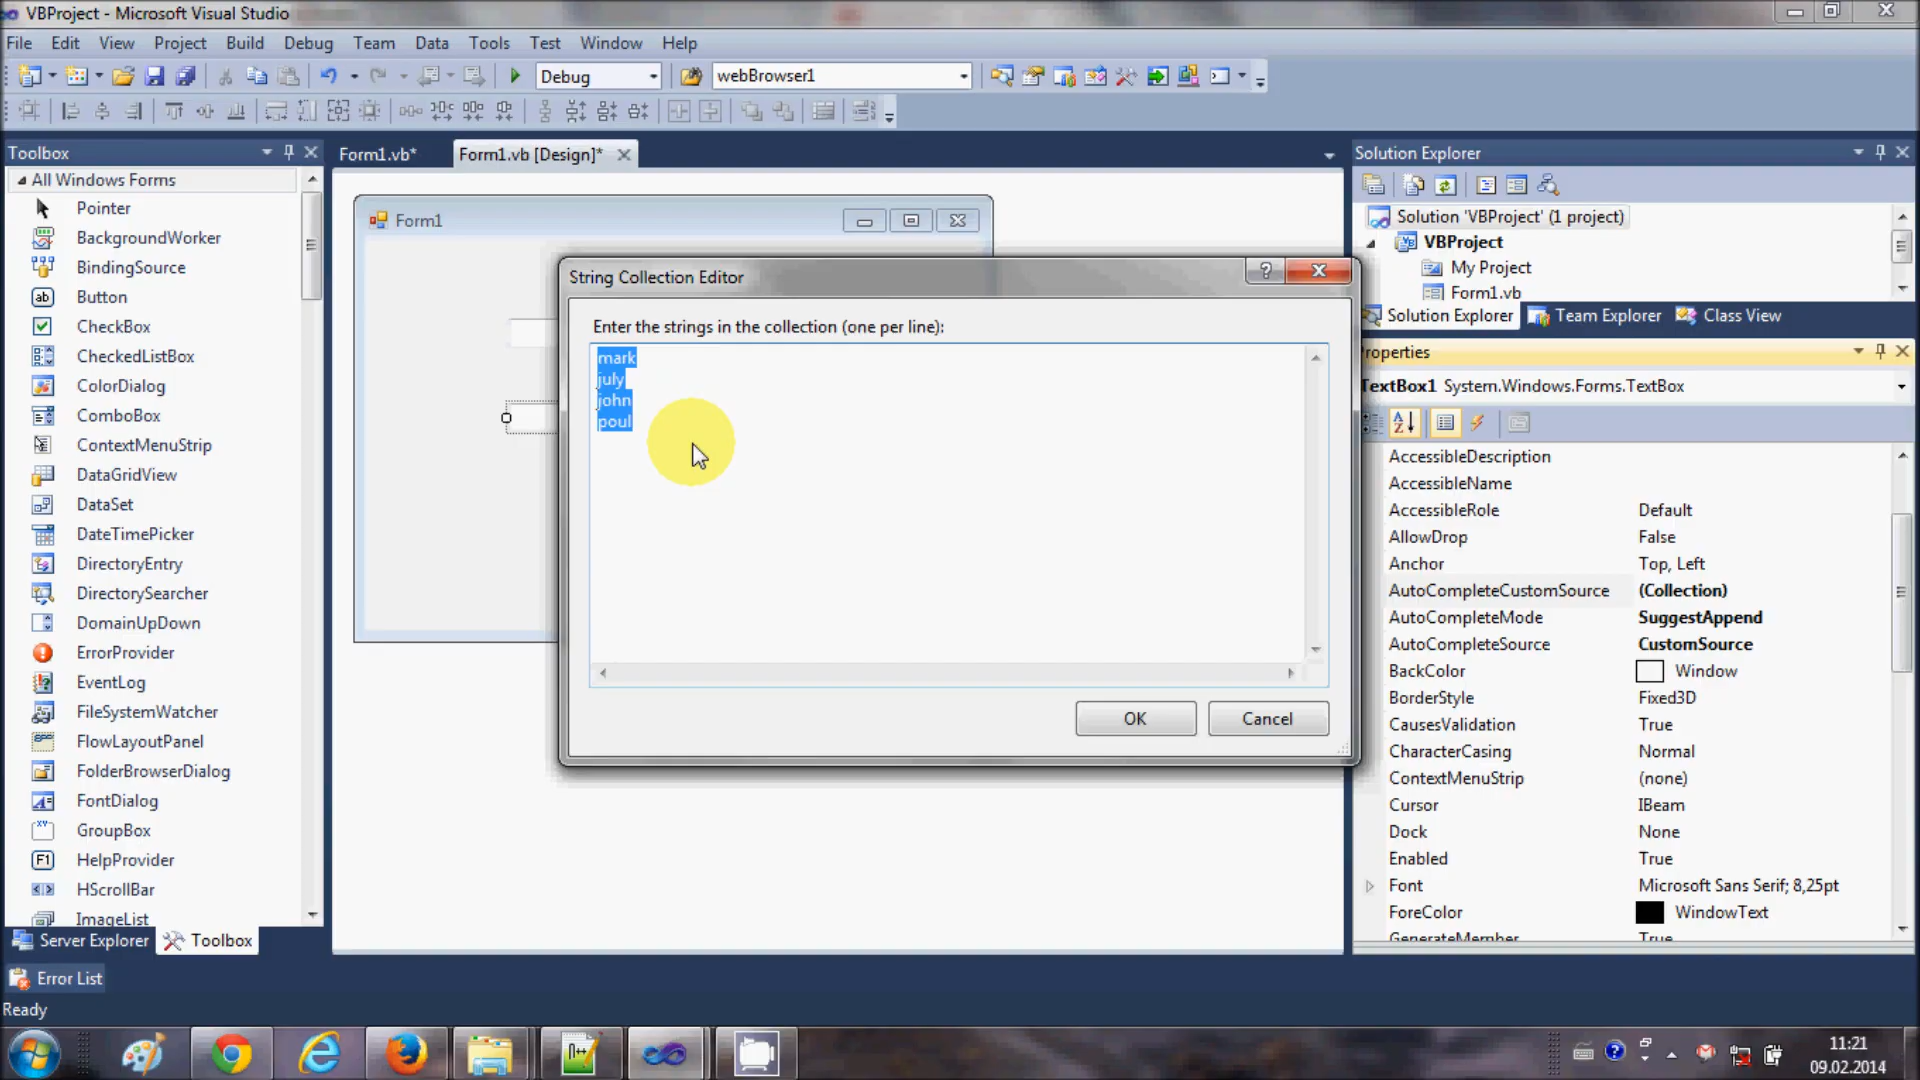 VBProject - Microsoft Visual Studio
File Edit View Project Build Debug Team Data Tools Test Window Help
Debug webBrowser1
Toolbox
Form1.vb* Form1.vb [Design]*
Solution Explorer
All Windows Forms
Pointer
BackgroundWorker
BindingSource
Button
CheckBox
CheckedListBox
ColorDialog
ComboBox
ContextMenuStrip
DataGridView
DataSet
DateTimePicker
DirectoryEntry
DirectorySearcher
DomainUpDown
ErrorProvider
EventLog
FileSystemWatcher
FlowLayoutPanel
FolderBrowserDialog
FontDialog
GroupBox
HelpProvider
HScrollBar
ImageList
Server Explorer Toolbox
Error List
Ready
Form1
String Collection Editor
Enter the strings in the collection (one per line):
mark
july
john
poul
OK Cancel
Solution 'VBProject' (1 project)
VBProject
My Project
Form1.vb
Solution Explorer Team Explorer Class View
roperties
TextBox1 System.Windows.Forms.TextBox
AccessibleDescription
AccessibleName
AccessibleRole Default
AllowDrop False
Anchor Top, Left
AutoCompleteCustomSource (Collection)
AutoCompleteMode SuggestAppend
AutoCompleteSource CustomSource
BackColor Window
BorderStyle Fixed3D
CausesValidation True
CharacterCasing Normal
ContextMenuStrip (none)
Cursor IBeam
Dock None
Enabled True
Font Microsoft Sans Serif; 8,25pt
ForeColor WindowText
GenerateMember True
11:21
09.02.2014